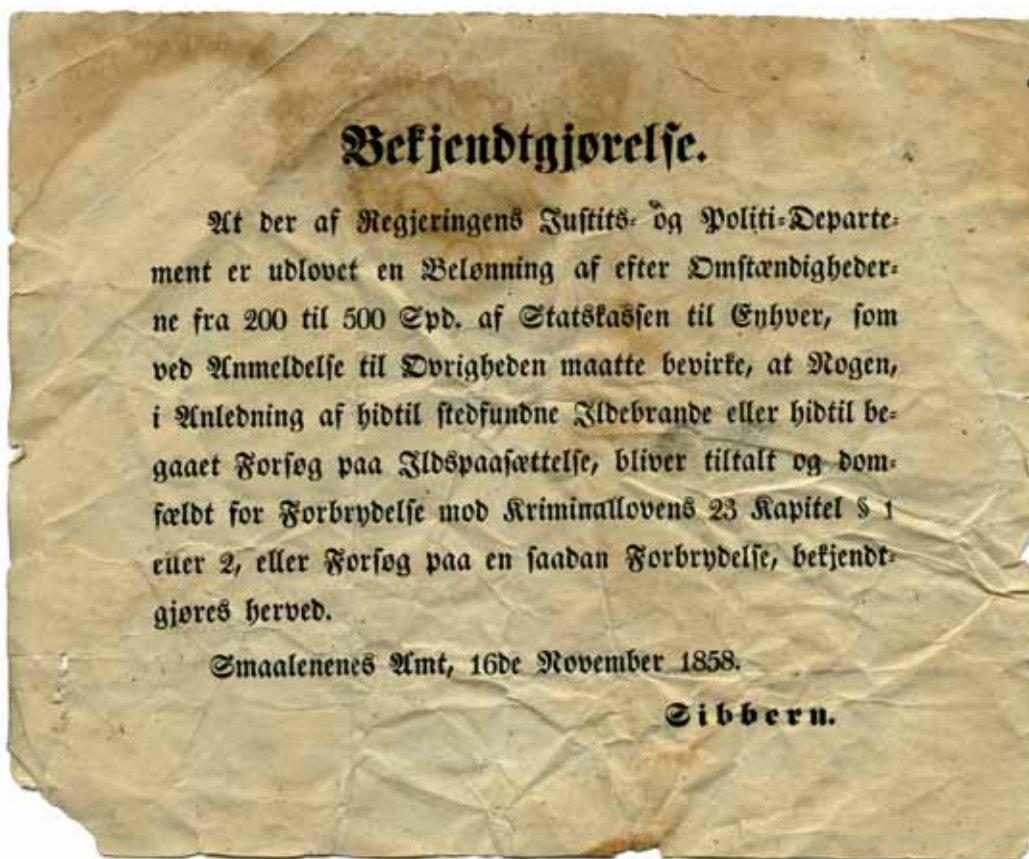 Bekjendtgjørelse.
At der af Regjeringens Justits- og Politi-Departe-
ment er udlovet en Belønning af efter Omstændigheder-
ne fra 200 til 500 Spd. af Statskassen til Enhver, som
ved Anmeldelse til Øvrigheden maatte bevirke, at Nogen,
i Anledning af hidtil stedfundne Ildebrande eller hidtil be-
gaaet Forsøg paa Ildspaasættelse, bliver tiltalt og dom-
fældt for Forbrydelse mod Kriminallovens 23 Kapitel § 1
eller 2, eller Forsøg paa en saadan Forbrydelse, bekjendt-
gjøres herved.
Smaalenenes Amt, 16de November 1858.
Sibbern.